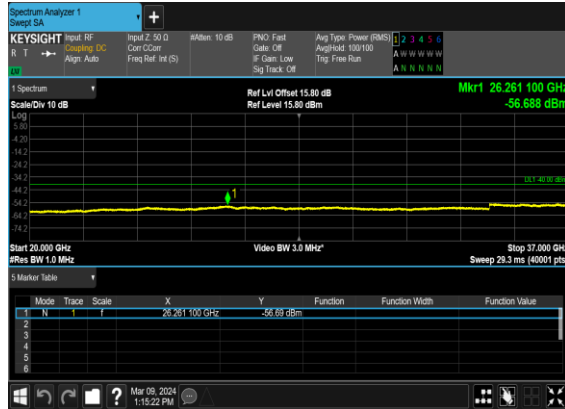 Spectrum Analyzer 1
Swept SA
+
KEYSIGHT Input: RF Input Z: 50 Ω #Atten: 10 dB PNO: Fast Avg Type: Power (RMS) 1 2 3 4 5 6
R T Coupling: DC Corr CCorr Gate: Off Avg|Hold: 100/100 A W W W W W
Align: Auto Freq Ref: Int (S) IF Gain: Low Trig: Free Run
Sig Track: Off A N N N N N
1 Spectrum Ref Lvl Offset 15.80 dB Mkr1 26.261 100 GHz
Scale/Div 10 dB Ref Level 15.80 dBm -56.688 dBm
Log
5.80
-4.20
-14.2
-24.2
-34.2
DL1 -40.00 dBm
-44.2
1
-54.2
-64.2
-74.2
Start 20.000 GHz Video BW 3.0 MHz* Stop 37.000 GHz
#Res BW 1.0 MHz Sweep 29.3 ms (40001 pts)
5 Marker Table
Mode Trace Scale X Y Function Function Width Function Value
1 N 1 f 26.261 100 GHz -56.69 dBm
2
3
4
5
6
? Mar 09, 2024
1:15:22 PM